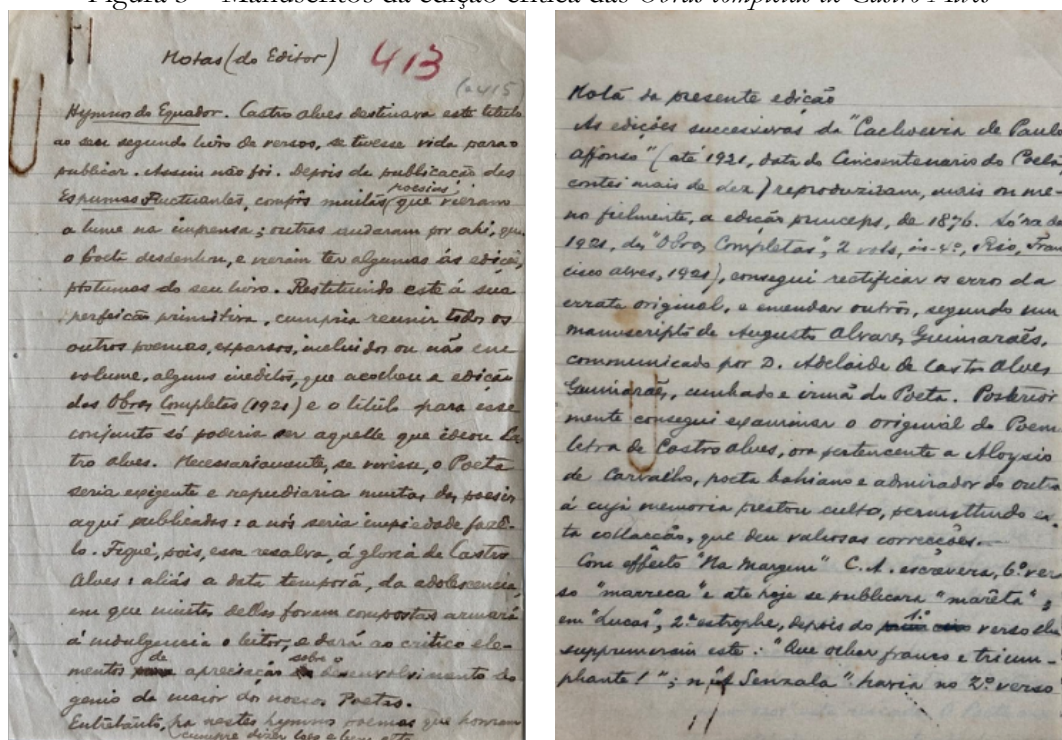 Figura 3 – Manuscritos da edição crítica das Obras completas de Castro Alves
Notas (do Editor) 413
(a 415)
Hymnos do Equador. Castro Alves destinava este titulo
ao seu segundo livro de versos, se tivesse vida para o
publicar. Assim não foi. Depois da publicação das
Espumas Fluctuantes, compôs muitas poesias que vieram
a lume na imprensa; outras andaram por ahi, que
o Poeta desdenhou, e vieram ter algumas ás edições
posthumas do seu livro. Restituindo este á sua
perfeição primitiva, cumpria reunir todos os
outros poemas, esparsos, incluidos ou não em
volume, alguns ineditos, que acolheu a edição
das Obras Completas (1921) e o titulo para esse
conjunto só poderia ser aquelle que ideou Cas
tro Alves. Necessariamente, se vivesse, o Poeta
seria exigente e repudiaria muitas das poesias
aqui publicadas: a nós seria impiedade fazê-
lo. Fique, pois, essa resalva, á gloria de Castro
Alves: aliás a data temporã, da adolescencia,
em que muitas dellas foram compostas armará
á indulgencia o leitor, e dará ao critico ele-
mentos de apreciação sobre o desenvolvimento do
genio do maior dos nossos Poetas.
Entretanto, ha nestes hymnos poemas que honram
cumpre dizer logo e bem alto
Nota da presente edição
As edições successivas da "Cachoeira de Paulo
Affonso" (até 1921, data do Cincoentenario do Poeta,
contei mais de dez) reproduziram, mais ou me-
no fielmente, a edição princeps, de 1876. Só na de
1921, das "Obras Completas", 2 vols, in-4º, Rio, Fran
cisco Alves, 1921), consegui rectificar os erros da
errata original, e emendar outros, segundo um
manuscripto de Augusto Alvares Guimarães,
communicado por D. Adelaide de Castro Alves
Guimarães, cunhado e irmã do Poeta. Posterior
mente consegui examinar o original do Poem
letra de Castro Alves, ora pertencente a Aloysio
de Carvalho, poeta bahiano e admirador do outro
á cuja memoria prestou culto, permittindo es
ta collacção, que deu valiosas correcções.
Com effeito "Na Margem" C. A. escrevera, 6º ver
so "marreca" e até hoje se publicara "marêta";
em "Lucas", 2ª estrophe, depois do 1º verso
supprimiram este: "Que olhar franco e trium-
phante!"; Senzala" havia no 2º verso